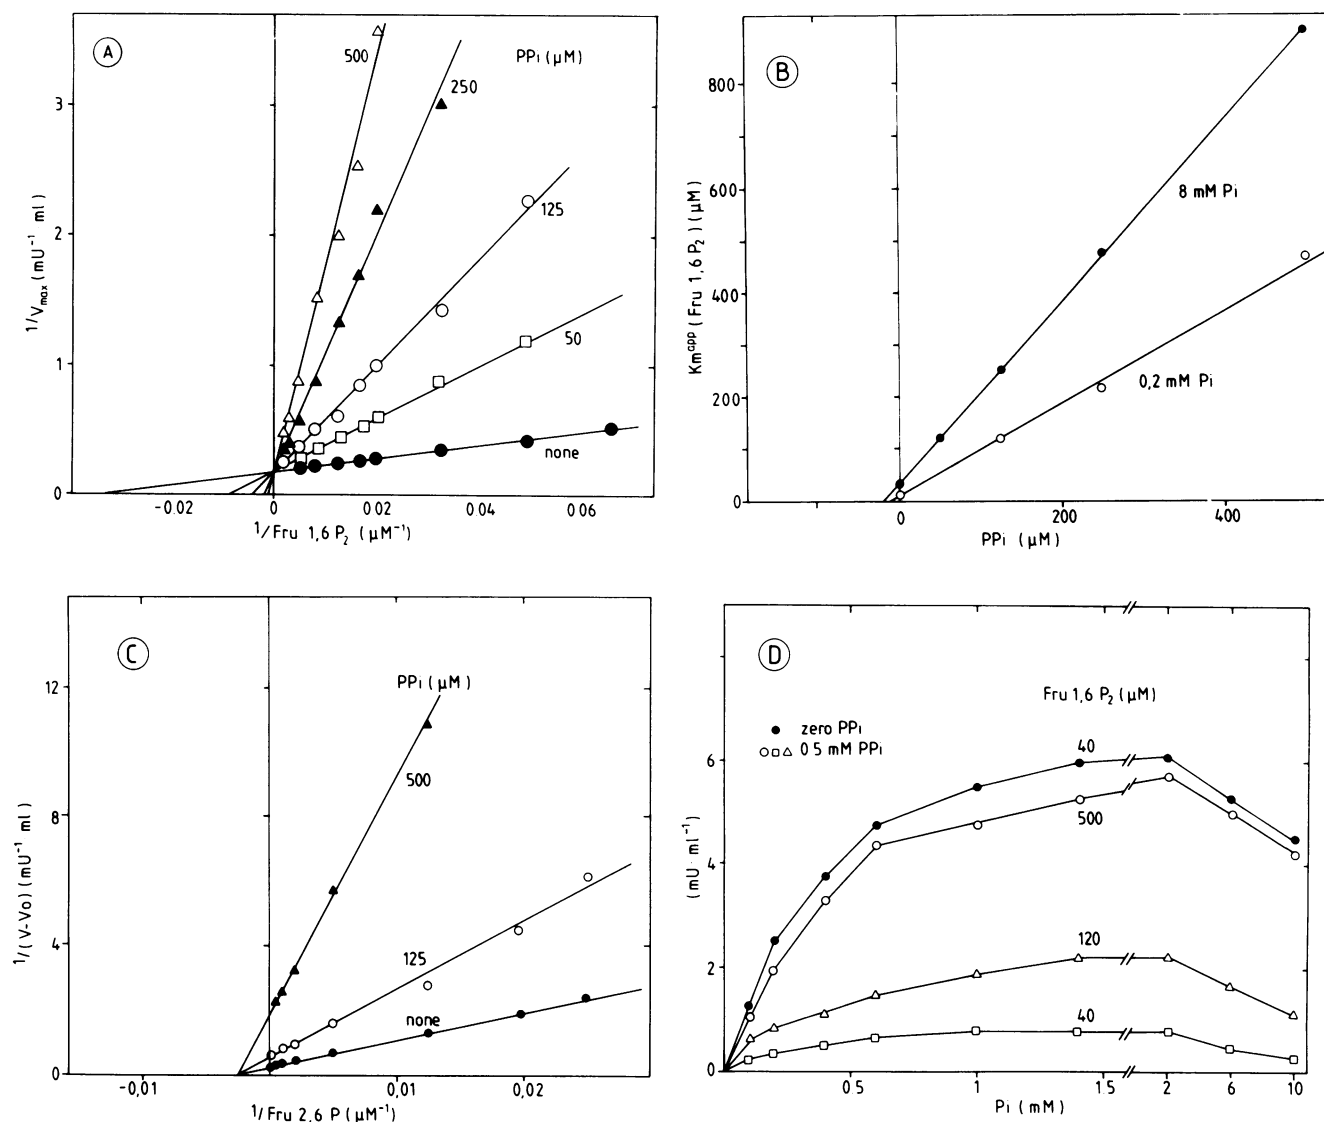 A
PPi (µM)
500
250
125
50
none
3
2
1
0
-0.02
0
0.02
0.04
0.06
1/Vmax (mU⁻¹ ml)
1/Fru 1,6 P₂ (µM⁻¹)
B
800
600
400
200
0
0
200
400
8 mM Pi
0,2 mM Pi
Kmᵃᵖᵖ (Fru 1,6 P₂) (µM)
PPi (µM)
C
PPi (µM)
500
125
none
12
8
4
0
-0,01
0
0,01
0,02
1/(V-Vo) (mU⁻¹ ml)
1/Fru 2,6 P (µM⁻¹)
D
Fru 1,6 P₂ (µM)
● zero PPi
○□△ 0.5 mM PPi
40
500
120
40
6
4
2
0
0.5
1
1.5
2
6
10
(mU·ml⁻¹)
Pi (mM)